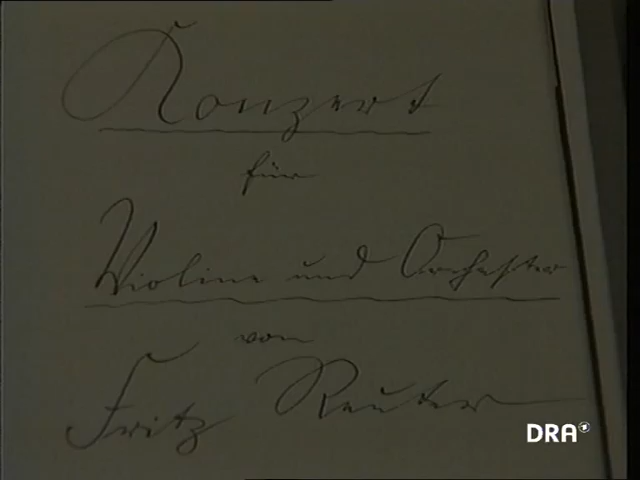 Konzert
für
Violine und Orchester
von
Fritz Reuter
DRA